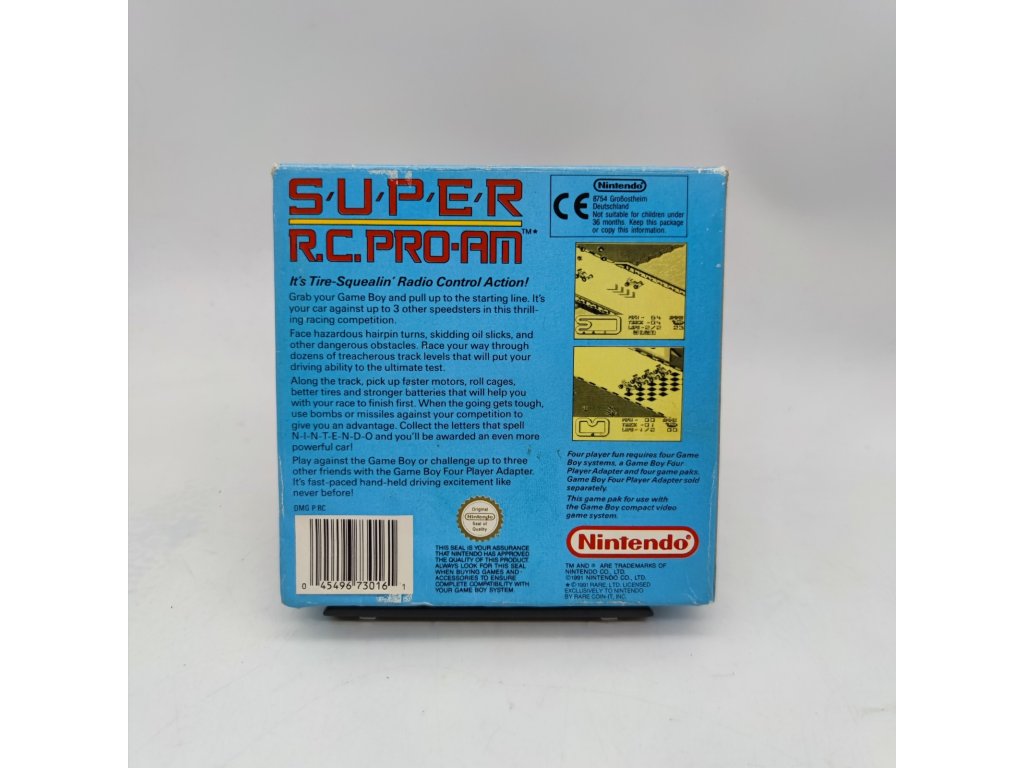 S·U·P·E·R
R.C. PRO-AM™*
It's Tire-Squealin' Radio Control Action!
Grab your Game Boy and pull up to the starting line. It's
your car against up to 3 other speedsters in this thrill-
ing racing competition.
Face hazardous hairpin turns, skidding oil slicks, and
other dangerous obstacles. Race your way through
dozens of treacherous track levels that will put your
driving ability to the ultimate test.
Along the track, pick up faster motors, roll cages,
better tires and stronger batteries that will help you
with your race to finish first. When the going gets tough,
use bombs or missiles against your competition to
give you an advantage. Collect the letters that spell
N-I-N-T-E-N-D-O and you'll be awarded an even more
powerful car!
Play against the Game Boy or challenge up to three
other friends with the Game Boy Four Player Adapter.
It's fast-paced hand-held driving excitement like
never before!
DMG P RC
0 45496 73016 1
Original
Nintendo
Seal of
Quality
THIS SEAL IS YOUR ASSURANCE
THAT NINTENDO HAS APPROVED
THE QUALITY OF THIS PRODUCT.
ALWAYS LOOK FOR THIS SEAL
WHEN BUYING GAMES AND
ACCESSORIES TO ENSURE
COMPLETE COMPATIBILITY WITH
YOUR GAME BOY SYSTEM.
CE
Nintendo
8754 Großostheim
Deutschland
Not suitable for children under
36 months. Keep this package
or copy this information.
Four player fun requires four Game
Boy systems, a Game Boy Four
Player Adapter and four game paks.
Game Boy Four Player Adapter sold
separately.
This game pak for use with
the Game Boy compact video
game system.
Nintendo®
TM AND ® ARE TRADEMARKS OF
NINTENDO CO., LTD.
©1991 NINTENDO CO., LTD.
*©1991 RARE, LTD. LICENSED
EXCLUSIVELY TO NINTENDO
BY RARE COIN-IT, INC.